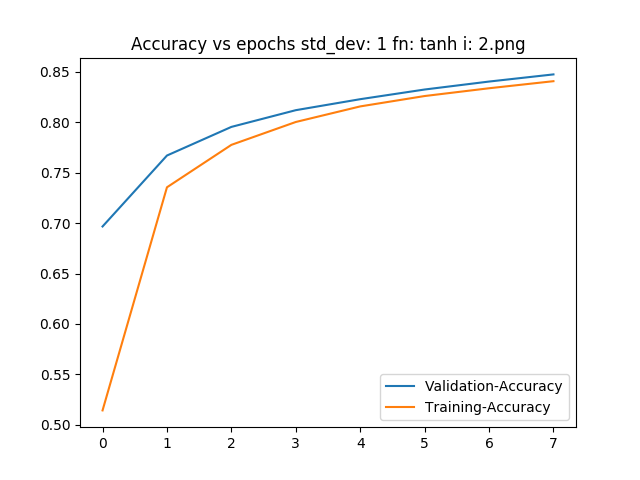 Accuracy vs epochs std_dev: 1 fn: tanh i: 2.png
0.85
0.80
0.75
0.70
0.65
0.60
0.55
0.50
Validation-Accuracy
Training-Accuracy
0 1 2 3 4 5 6 7